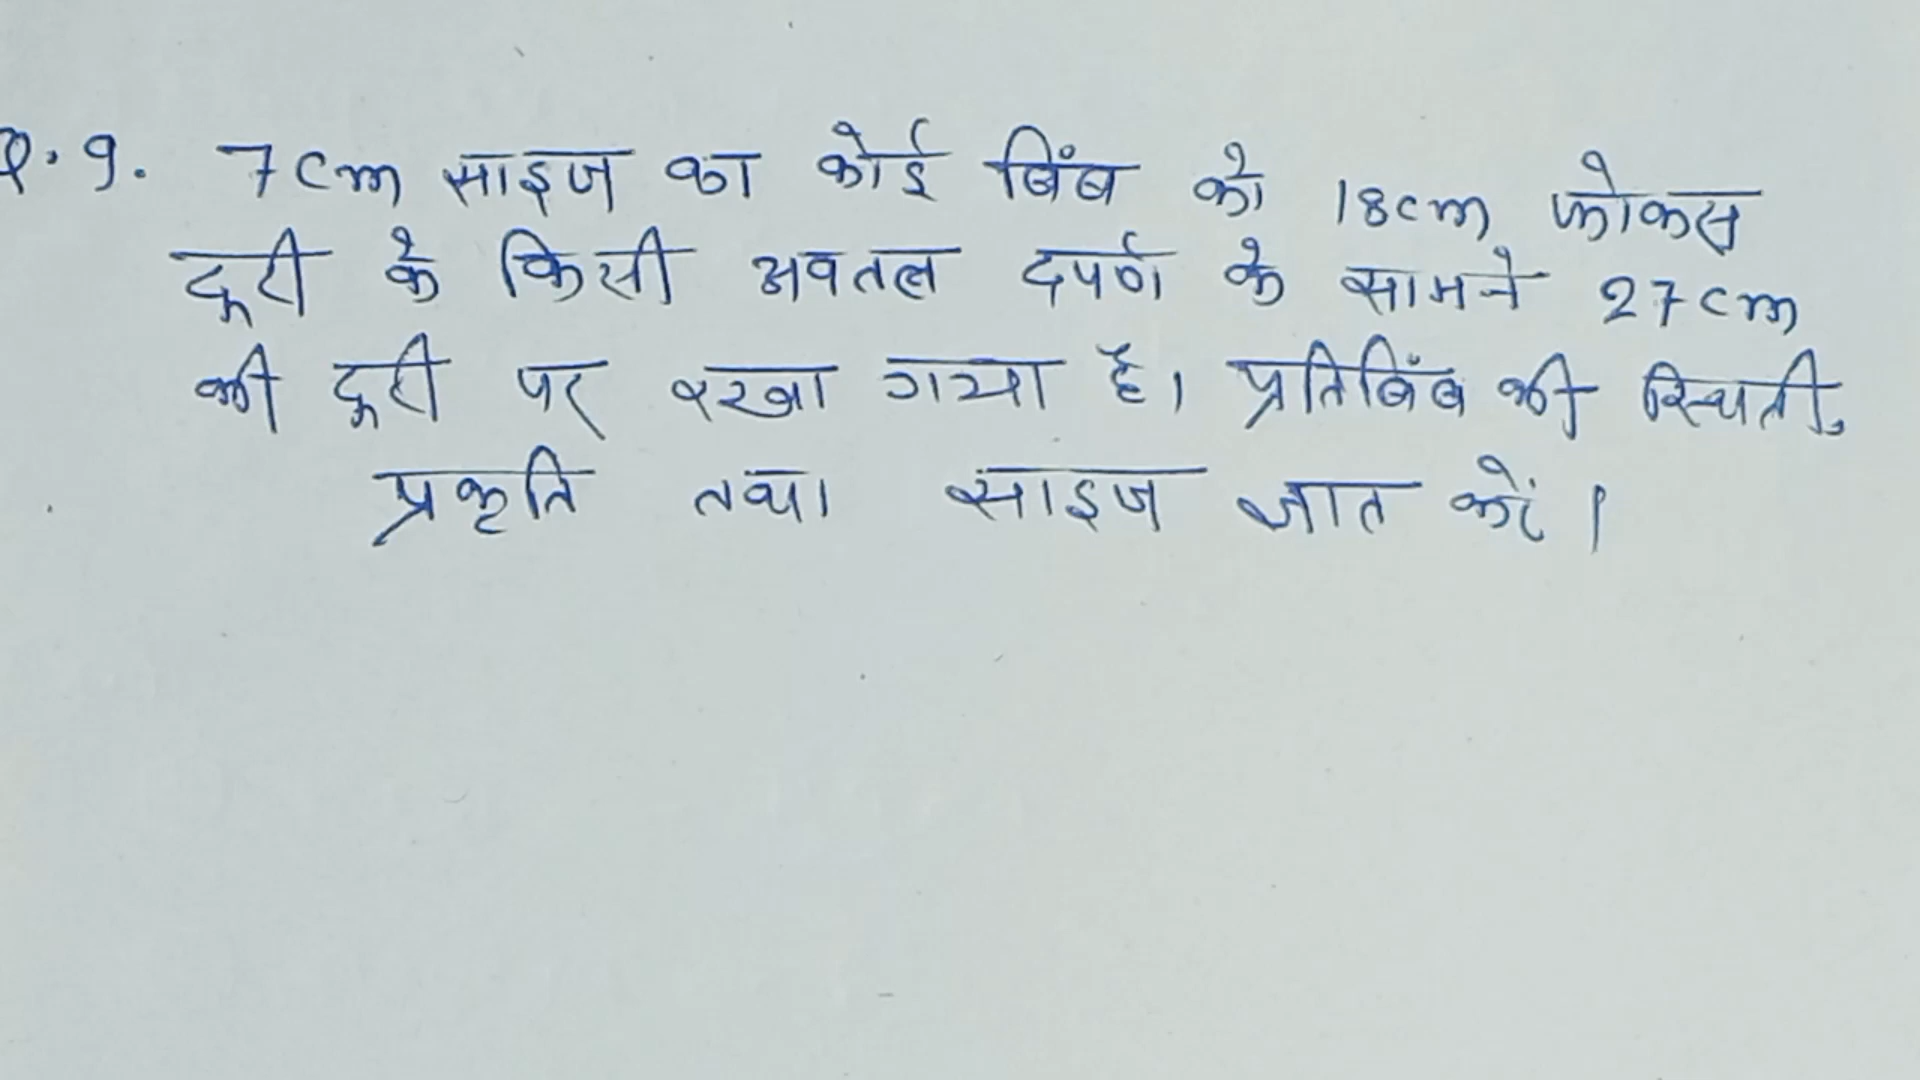 Q.9. 7cm साइज का कोई बिंब को 18cm फोकस
दूरी के किसी अवतल दर्पण के सामने 27cm
की दूरी पर रखा गया है। प्रतिबिंब की स्थिती,
प्रकृति तथा साइज ज्ञात करें।